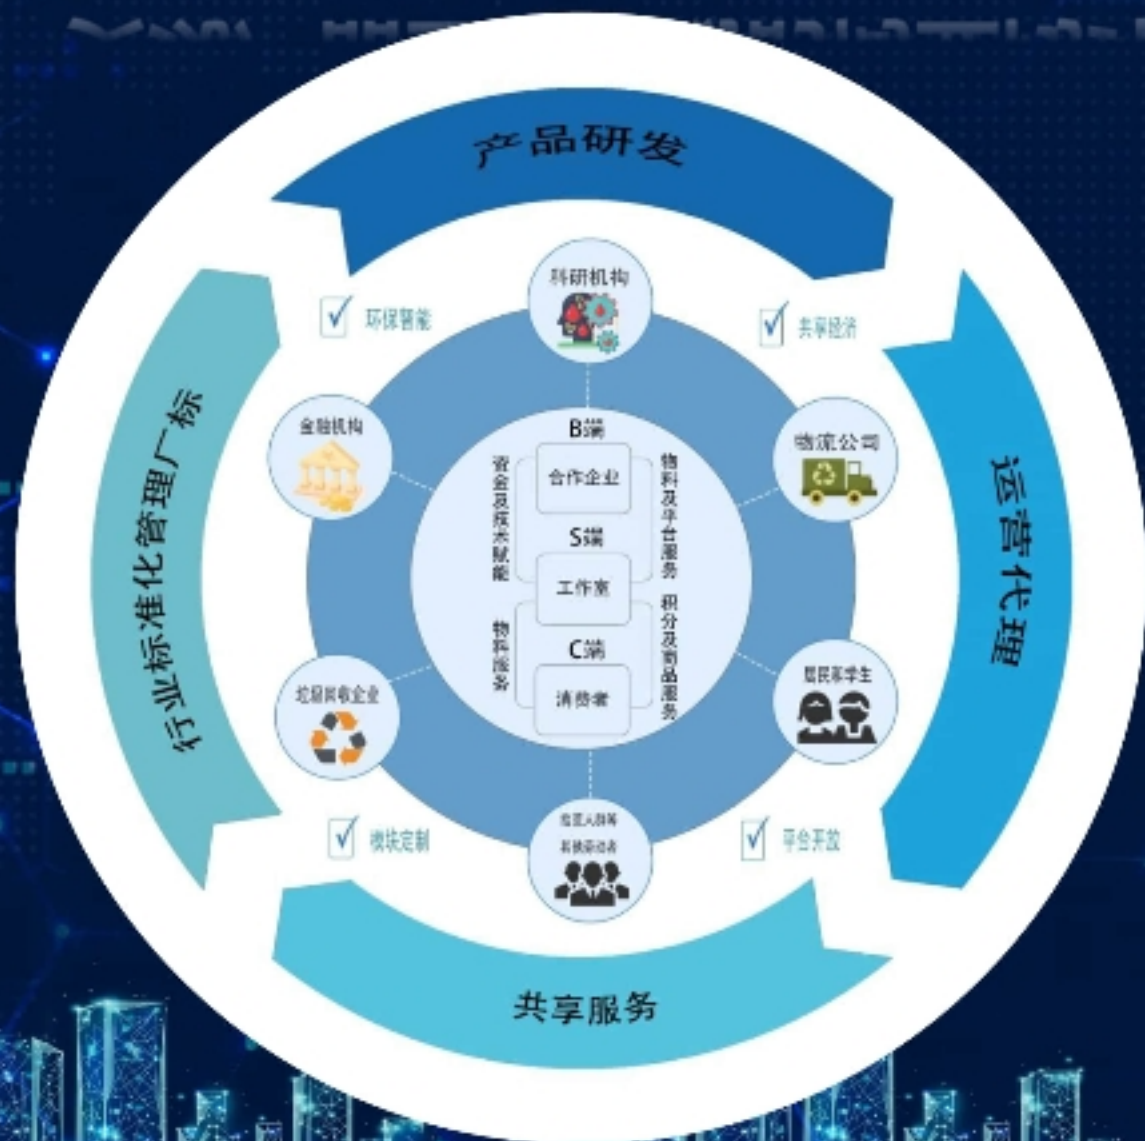 产品研发
科研机构
环保智能
共享经济
金融机构
物流公司
B端
合作企业
资金及技术赋能
物料及平台服务
S端
工作室
行业标准化管理厂标
运营代理
物料服务
积分及商品服务
C端
消费者
垃圾回收企业
居民和学生
模块定制
平台开放
共享服务